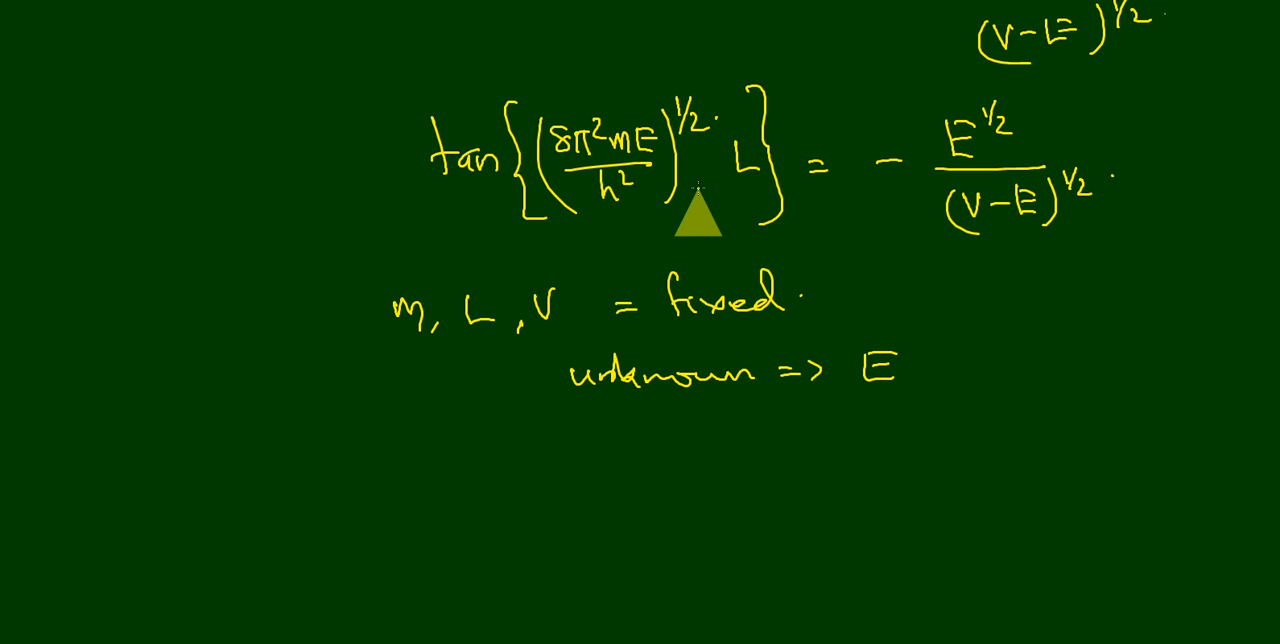 (V-E)^1/2.
tan{(8π²mE/h²)^1/2. L} = - E^1/2/(V-E)^1/2.
m, L, V = fixed.
unknown => E